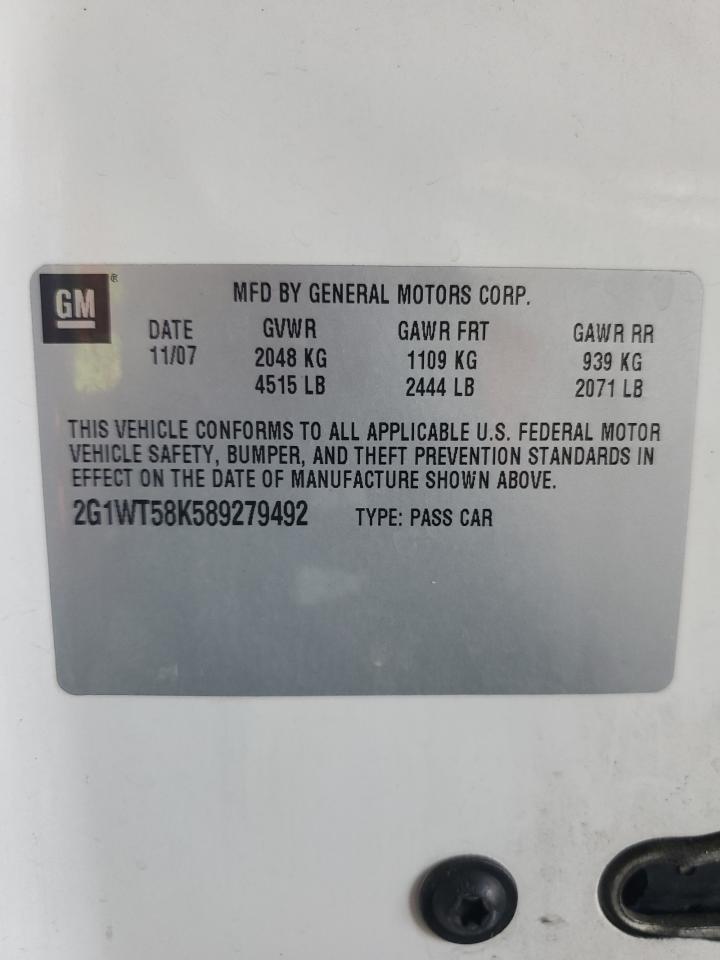 GM ®
MFD BY GENERAL MOTORS CORP.
DATE GVWR GAWR FRT GAWR RR
11/07 2048 KG 1109 KG 939 KG
4515 LB 2444 LB 2071 LB
THIS VEHICLE CONFORMS TO ALL APPLICABLE U.S. FEDERAL MOTOR
VEHICLE SAFETY, BUMPER, AND THEFT PREVENTION STANDARDS IN
EFFECT ON THE DATE OF MANUFACTURE SHOWN ABOVE.
2G1WT58K589279492 TYPE: PASS CAR